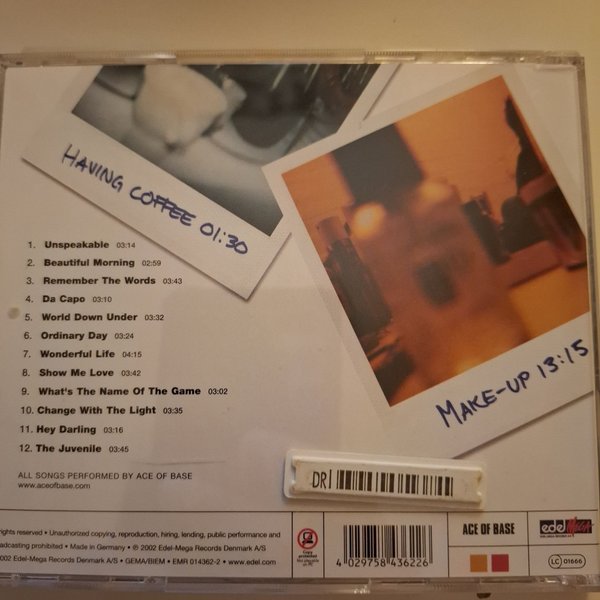 HAVING COFFEE 01:30
MAKE-UP 13:15
1. Unspeakable 03:14
2. Beautiful Morning 02:59
3. Remember The Words 03:43
4. Da Capo 03:10
5. World Down Under 03:32
6. Ordinary Day 03:24
7. Wonderful Life 04:15
8. Show Me Love 03:42
9. What's The Name Of The Game 03:02
10. Change With The Light 03:35
11. Hey Darling 03:16
12. The Juvenile 03:45
ALL SONGS PERFORMED BY ACE OF BASE
www.aceofbase.com
DRI
rights reserved • Unauthorized copying, reproduction, hiring, lending, public performance and
adcasting prohibited • Made in Germany • ℗ 2002 Edel-Mega Records Denmark A/S
002 Edel-Mega Records Denmark A/S • GEMA/BIEM • EMR 014362-2 • www.edel.com
Copy
protected
4 029758 436226
ACE OF BASE
edel MEGA
LC 01666